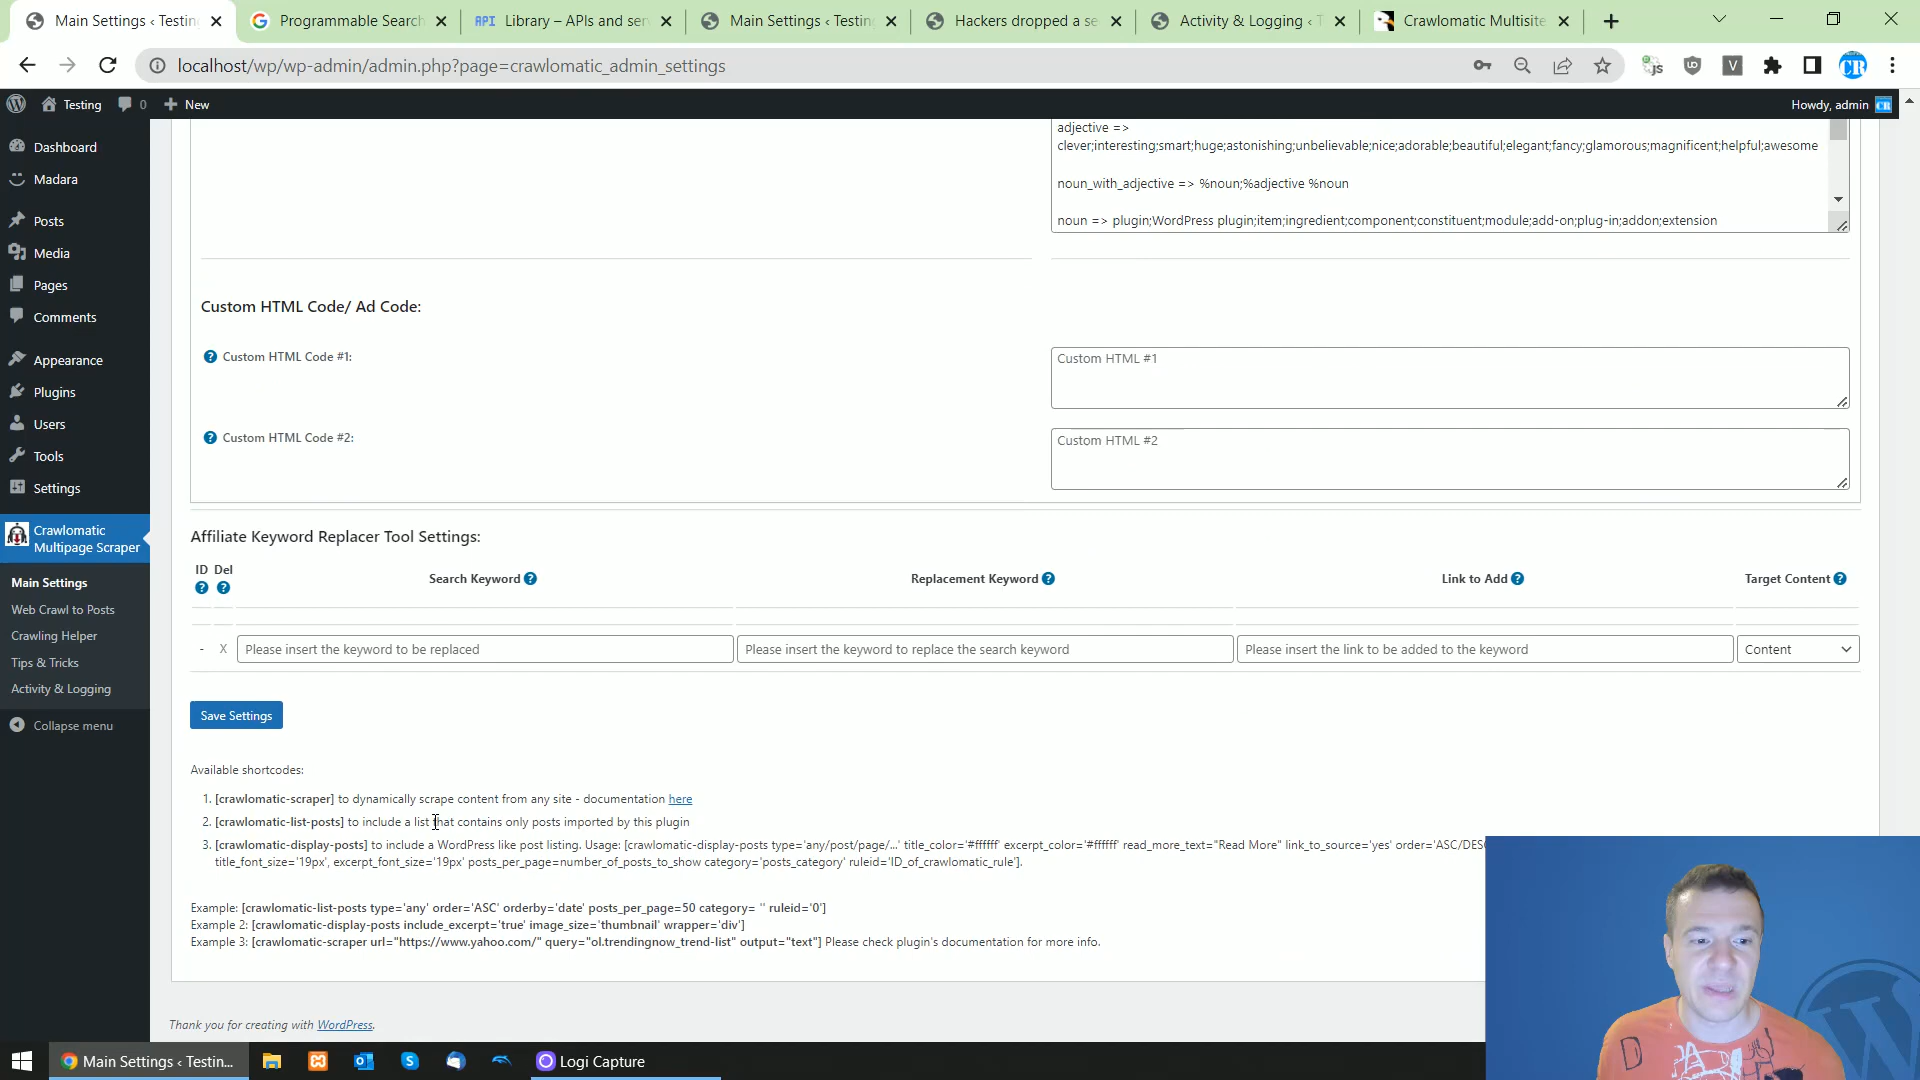 Main Settings ‹ Testing
Programmable Search
API Library – APIs and ser
Main Settings ‹ Testing
Hackers dropped a se
Activity & Logging ‹ T
Crawlomatic Multisite
localhost/wp/wp-admin/admin.php?page=crawlomatic_admin_settings
Testing 0 New
Howdy, admin
Dashboard
Madara
Posts
Media
Pages
Comments
Appearance
Plugins
Users
Tools
Settings
Crawlomatic
Multipage Scraper
Main Settings
Web Crawl to Posts
Crawling Helper
Tips & Tricks
Activity & Logging
Collapse menu
adjective =>
clever;interesting;smart;huge;astonishing;unbelievable;nice;adorable;beautiful;elegant;fancy;glamorous;magnificent;helpful;awesome
noun_with_adjective => %noun;%adjective %noun
noun => plugin;WordPress plugin;item;ingredient;component;constituent;module;add-on;plug-in;addon;extension
Custom HTML Code/ Ad Code:
Custom HTML Code #1:
Custom HTML #1
Custom HTML Code #2:
Custom HTML #2
Affiliate Keyword Replacer Tool Settings:
ID Del Search Keyword Replacement Keyword Link to Add Target Content
- X Please insert the keyword to be replaced Please insert the keyword to replace the search keyword Please insert the link to be added to the keyword Content
Save Settings
Available shortcodes:
1. [crawlomatic-scraper] to dynamically scrape content from any site - documentation here
2. [crawlomatic-list-posts] to include a list that contains only posts imported by this plugin
3. [crawlomatic-display-posts] to include a WordPress like post listing. Usage: [crawlomatic-display-posts type='any/post/page/...' title_color='#ffffff' excerpt_color='#ffffff' read_more_text="Read More" link_to_source='yes' order='ASC/DESC
title_font_size='19px', excerpt_font_size='19px' posts_per_page=number_of_posts_to_show category='posts_category' ruleid='ID_of_crawlomatic_rule'].
Example: [crawlomatic-list-posts type='any' order='ASC' orderby='date' posts_per_page=50 category= '' ruleid='0']
Example 2: [crawlomatic-display-posts include_excerpt='true' image_size='thumbnail' wrapper='div']
Example 3: [crawlomatic-scraper url="https://www.yahoo.com/" query="ol.trendingnow_trend-list" output="text"] Please check plugin's documentation for more info.
Thank you for creating with WordPress.
Main Settings ‹ Testin...
Logi Capture